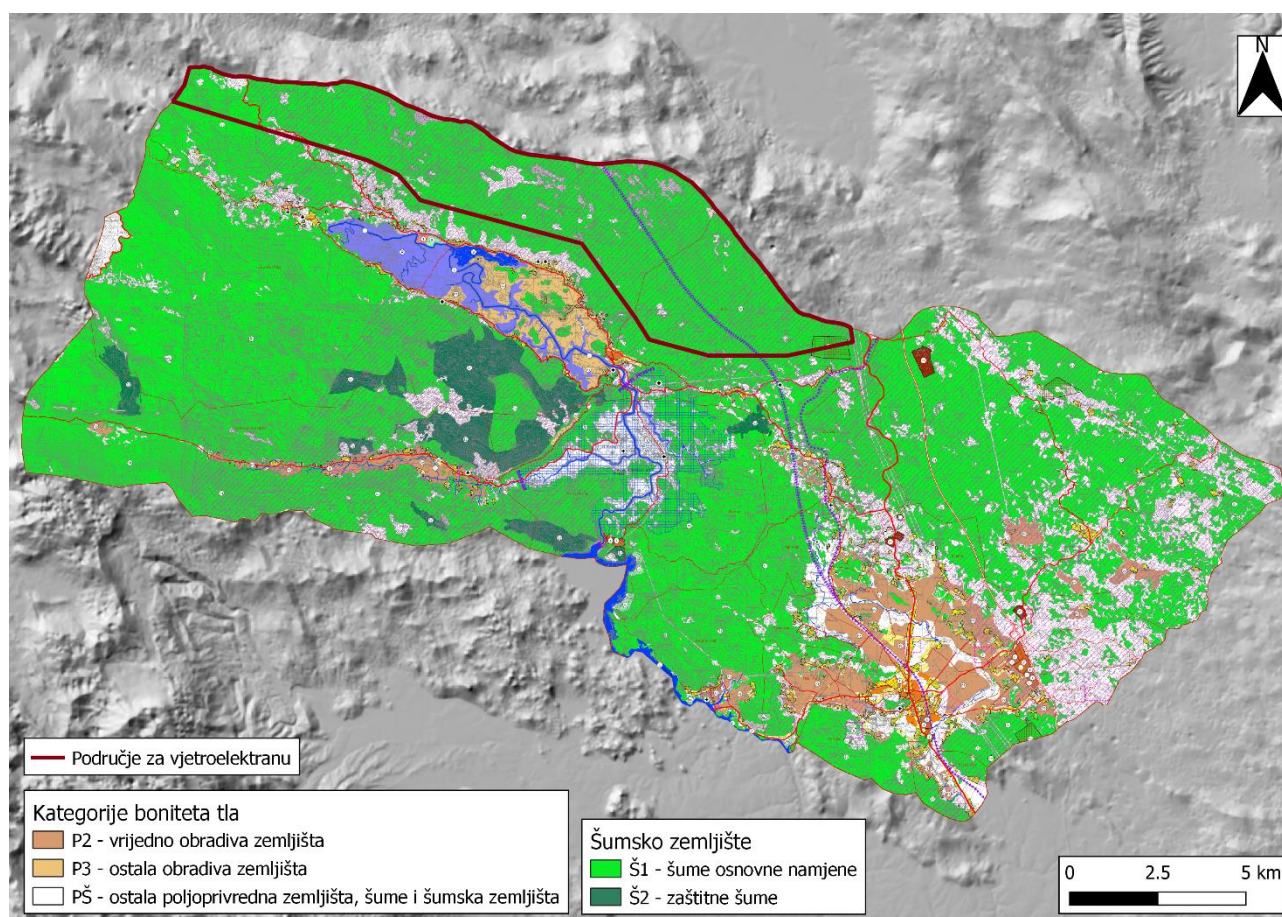 N
Područje za vjetroelektranu
Kategorije boniteta tla
P2 - vrijedno obradiva zemljišta
P3 - ostala obradiva zemljišta
PŠ - ostala poljoprivredna zemljišta, šume i šumska zemljišta
Šumsko zemljište
Š1 - šume osnovne namjene
Š2 - zaštitne šume
0 2.5 5 km